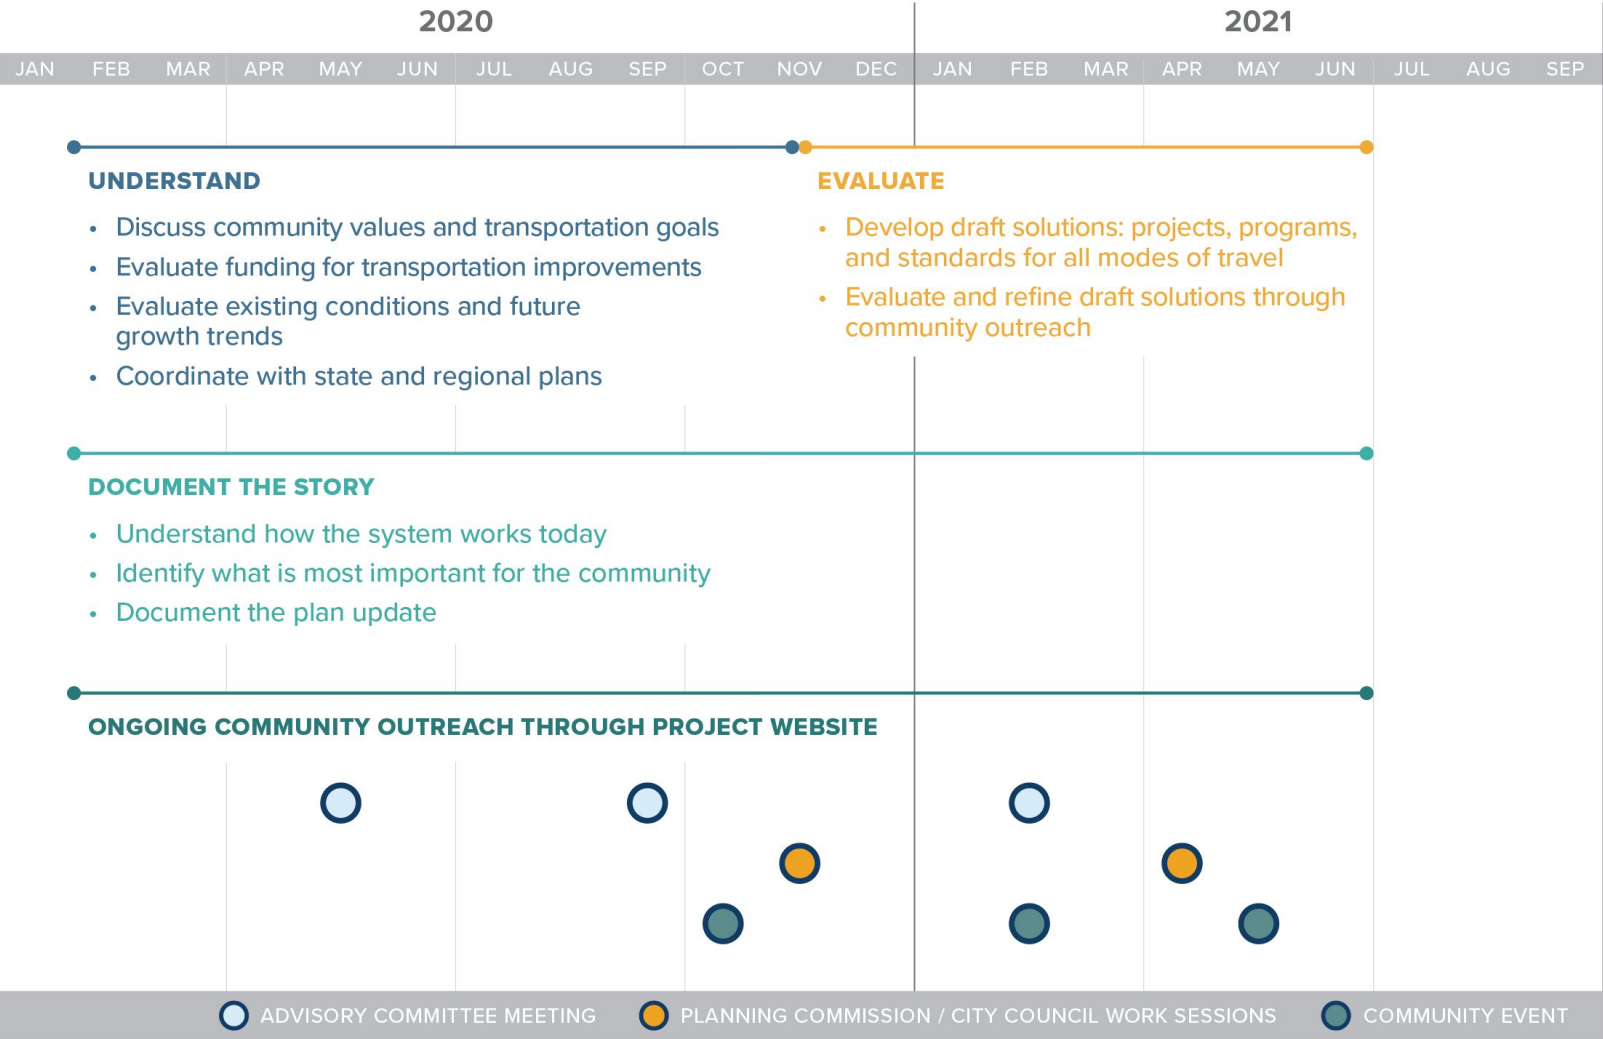 2020 2021
JAN FEB MAR APR MAY JUN JUL AUG SEP OCT NOV DEC JAN FEB MAR APR MAY JUN JUL AUG SEP
UNDERSTAND
• Discuss community values and transportation goals
• Evaluate funding for transportation improvements
• Evaluate existing conditions and future
growth trends
• Coordinate with state and regional plans
EVALUATE
• Develop draft solutions: projects, programs,
and standards for all modes of travel
• Evaluate and refine draft solutions through
community outreach
DOCUMENT THE STORY
• Understand how the system works today
• Identify what is most important for the community
• Document the plan update
ONGOING COMMUNITY OUTREACH THROUGH PROJECT WEBSITE
ADVISORY COMMITTEE MEETING PLANNING COMMISSION / CITY COUNCIL WORK SESSIONS COMMUNITY EVENT